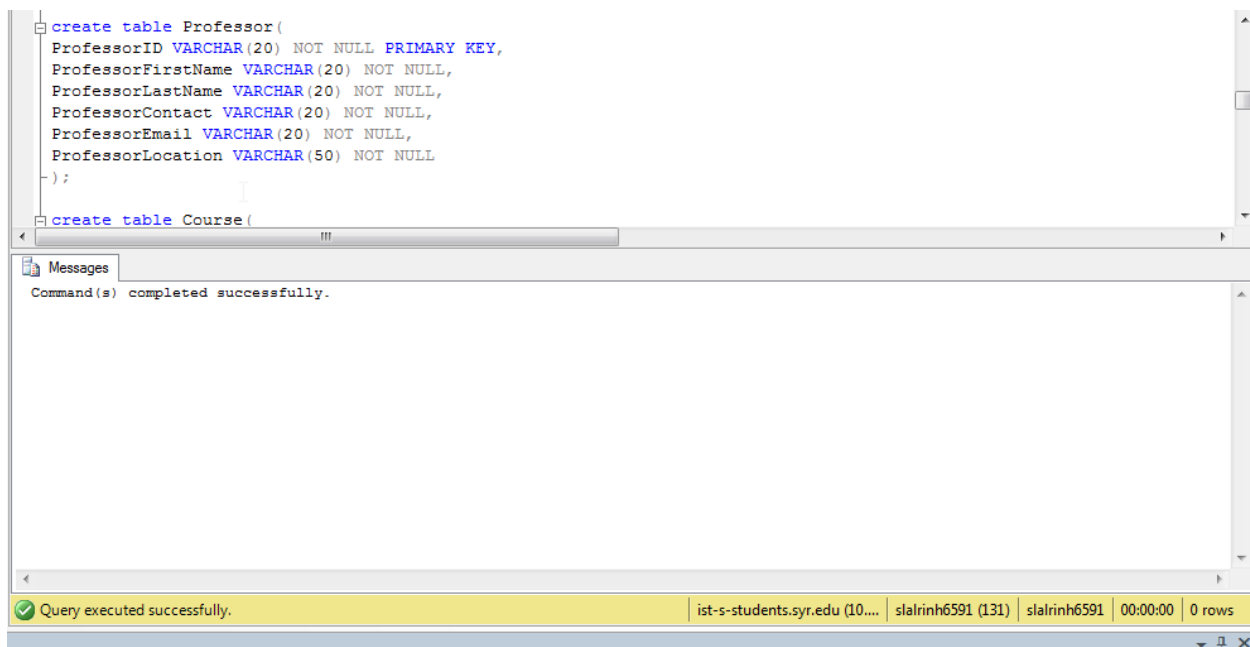 create table Professor(
ProfessorID VARCHAR(20) NOT NULL PRIMARY KEY,
ProfessorFirstName VARCHAR(20) NOT NULL,
ProfessorLastName VARCHAR(20) NOT NULL,
ProfessorContact VARCHAR(20) NOT NULL,
ProfessorEmail VARCHAR(20) NOT NULL,
ProfessorLocation VARCHAR(50) NOT NULL
);
create table Course(
Messages
Command(s) completed successfully.
Query executed successfully. ist-s-students.syr.edu (10.... slalrinh6591 (131) slalrinh6591 00:00:00 0 rows